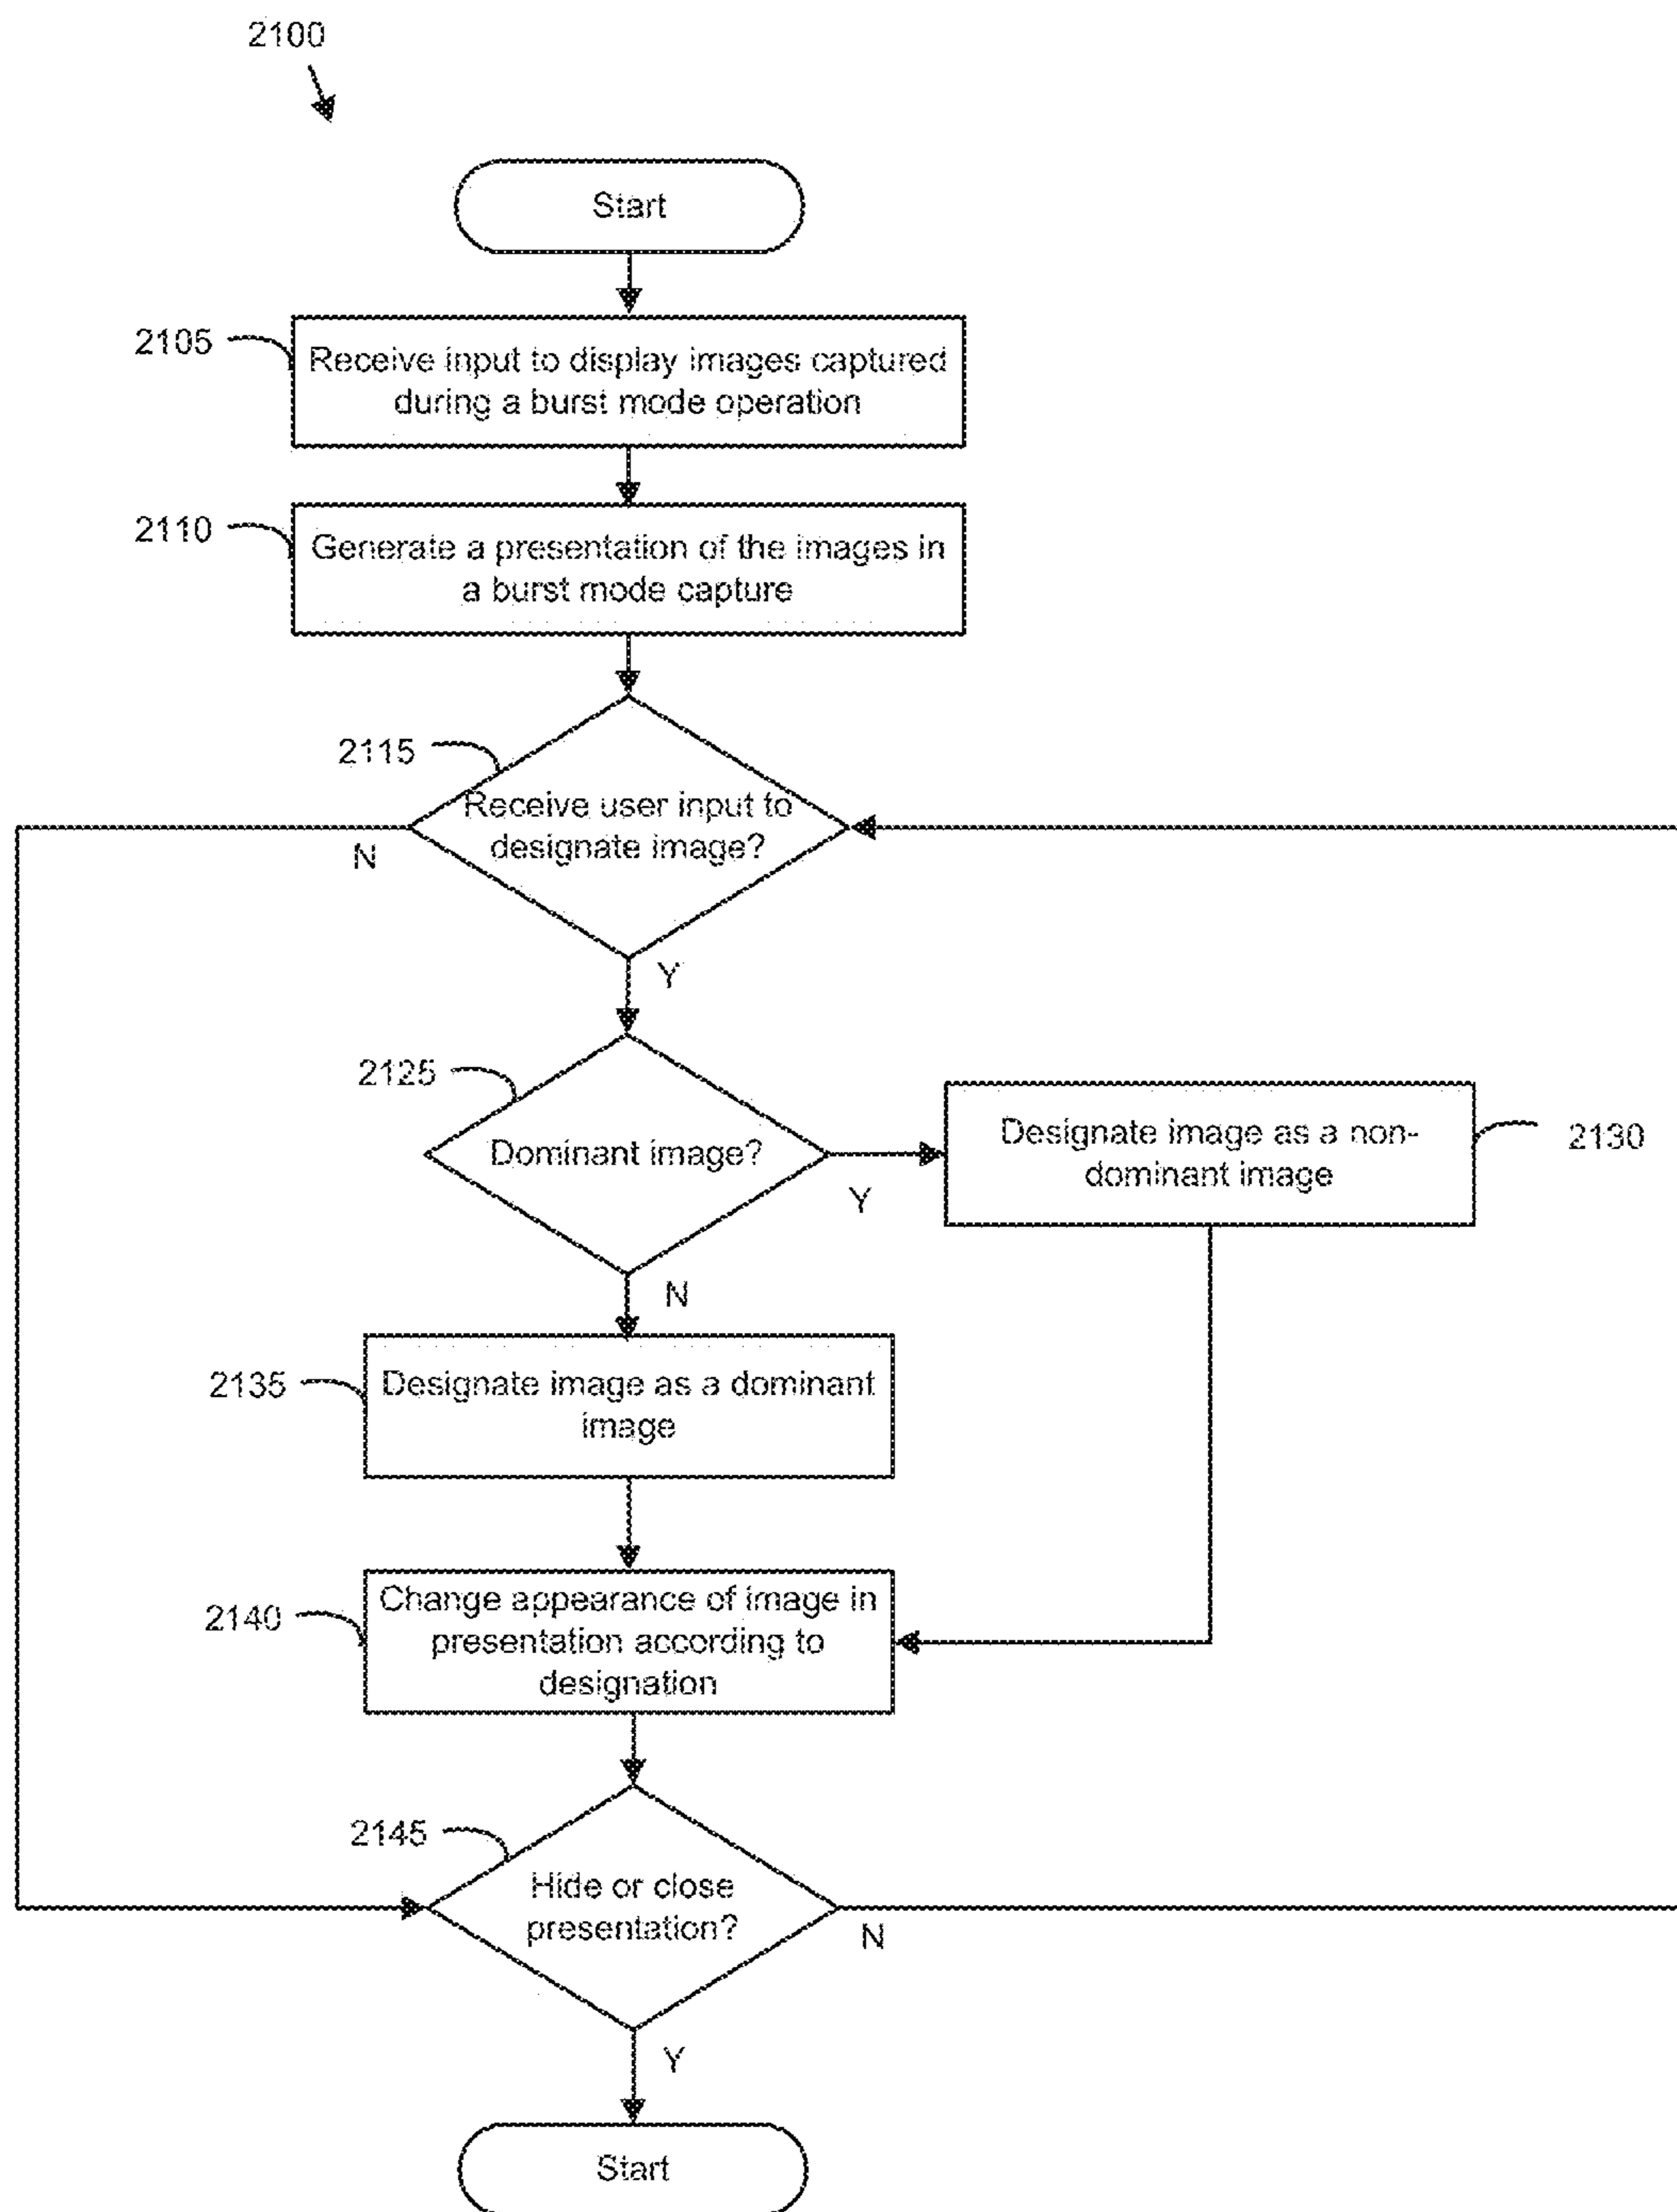 2100
Start
2105
Receive input to display images captured
during a burst mode operation
2110
Generate a presentation of the images in
a burst mode capture
2115
Receive user input to
designate image?
N
Y
2125
Dominant image?
Y
Designate image as a non-
dominant image
2130
N
2135
Designate image as a dominant
image
2140
Change appearance of image in
presentation according to
designation
2145
Hide or close
presentation?
N
Y
Start